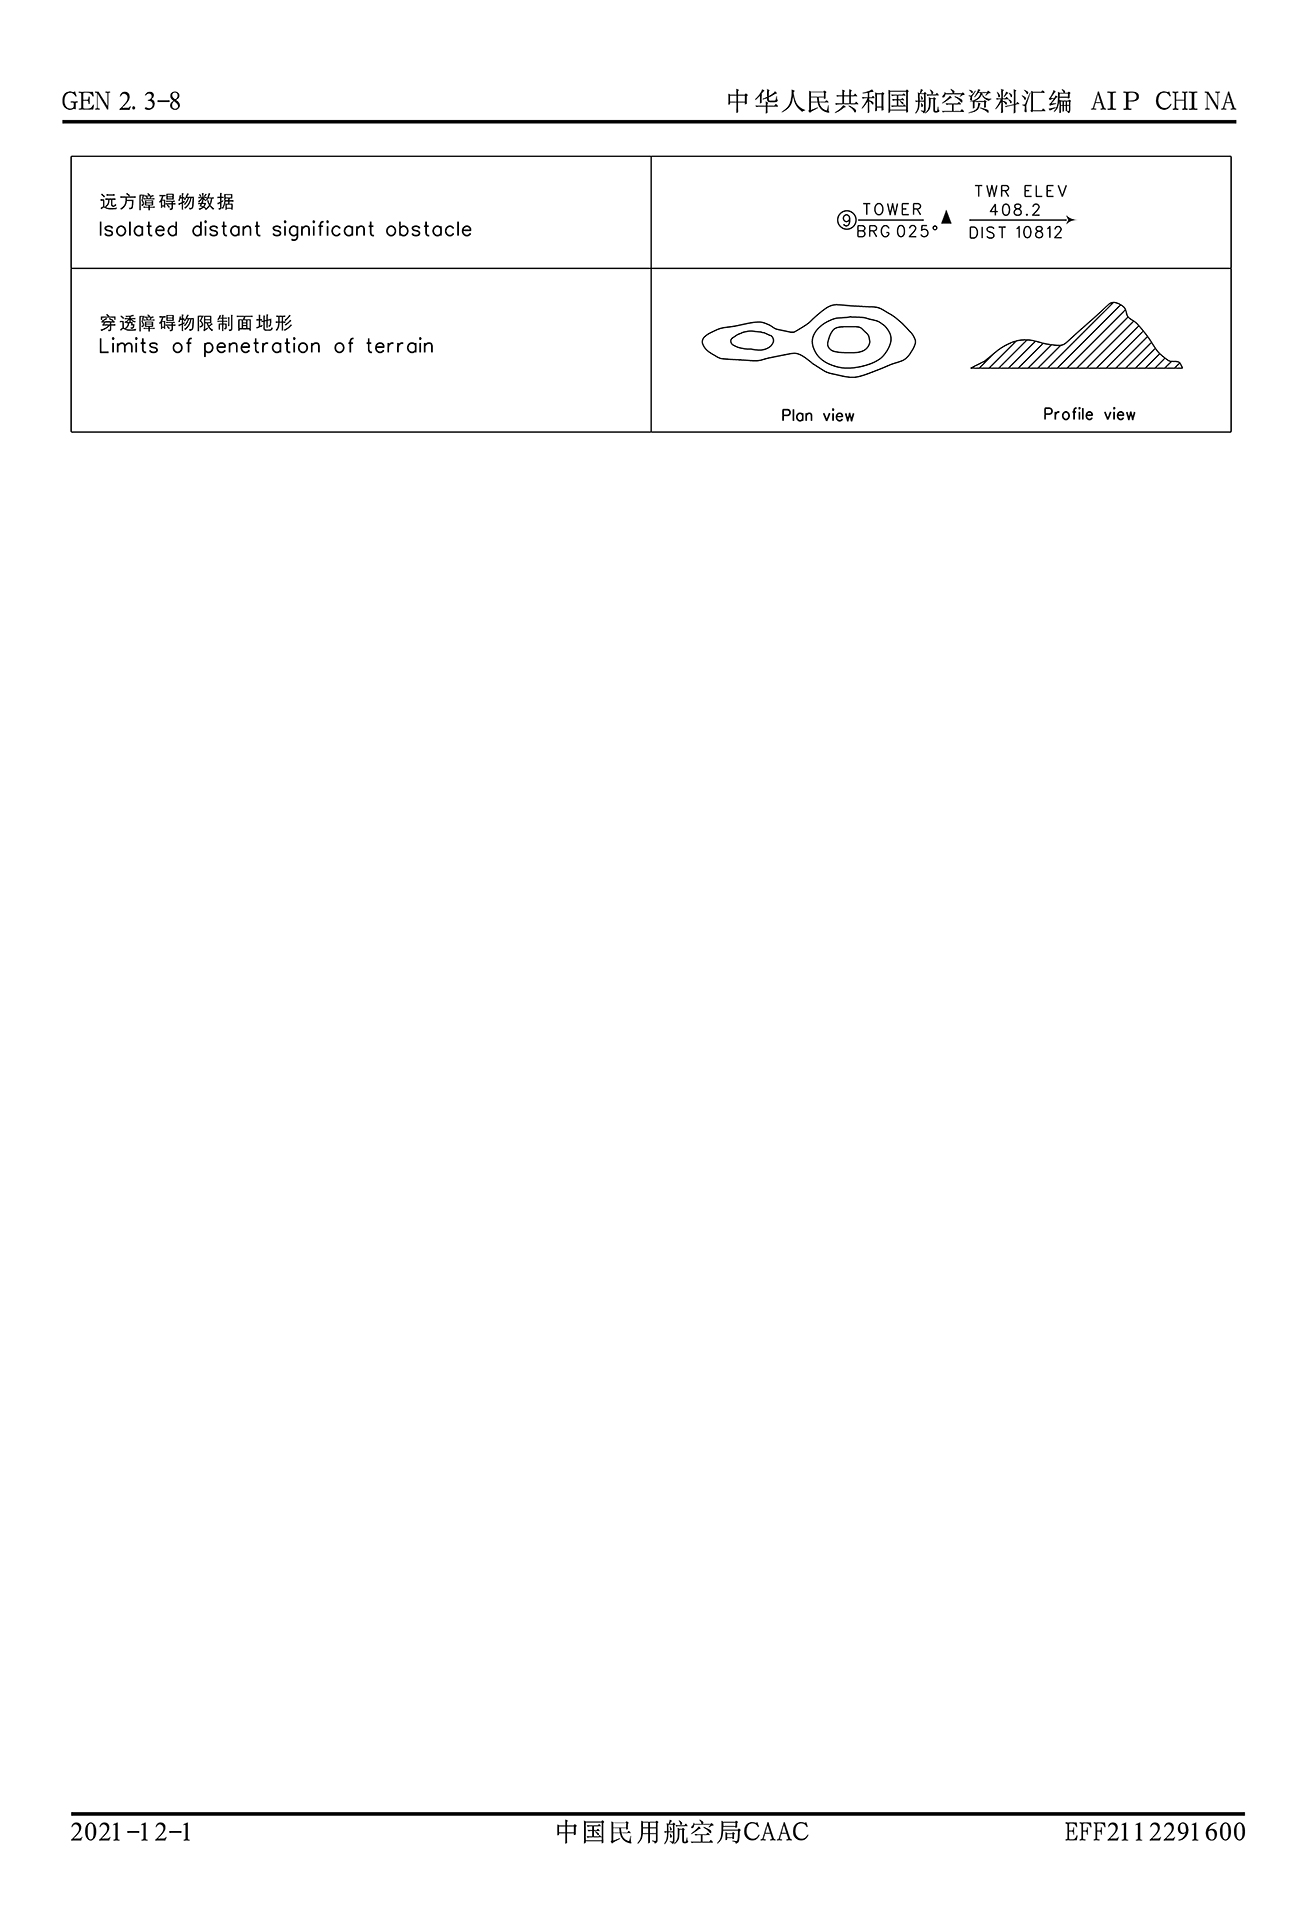 GEN 2. 3-8
中华人民共和国航空资料汇编 AIP CHINA
远方障碍物数据
Isolated distant significant obstacle
TWR ELEV
⑨ TOWER 408.2
BRG 025° DIST 10812
穿透障碍物限制面地形
Limits of penetration of terrain
Plan view
Profile view
2021-12-1
中国民用航空局CAAC
EFF2112291600